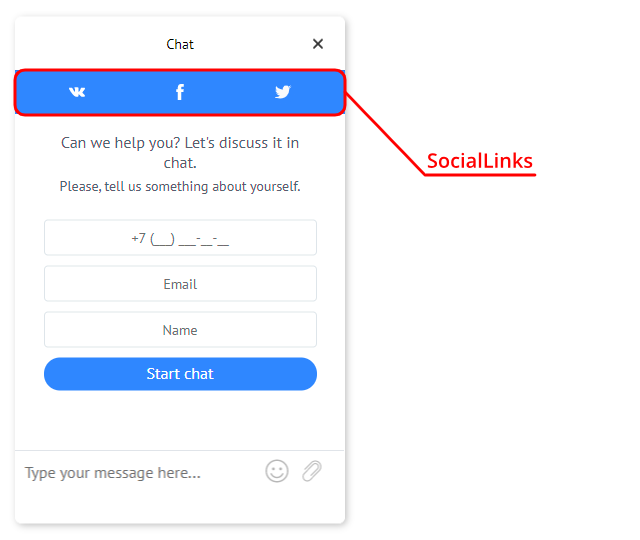 Chat
SocialLinks
Can we help you? Let's discuss it in
chat.
Please, tell us something about yourself.
+7 (___) ___-__-__
Email
Name
Start chat
Type your message here...